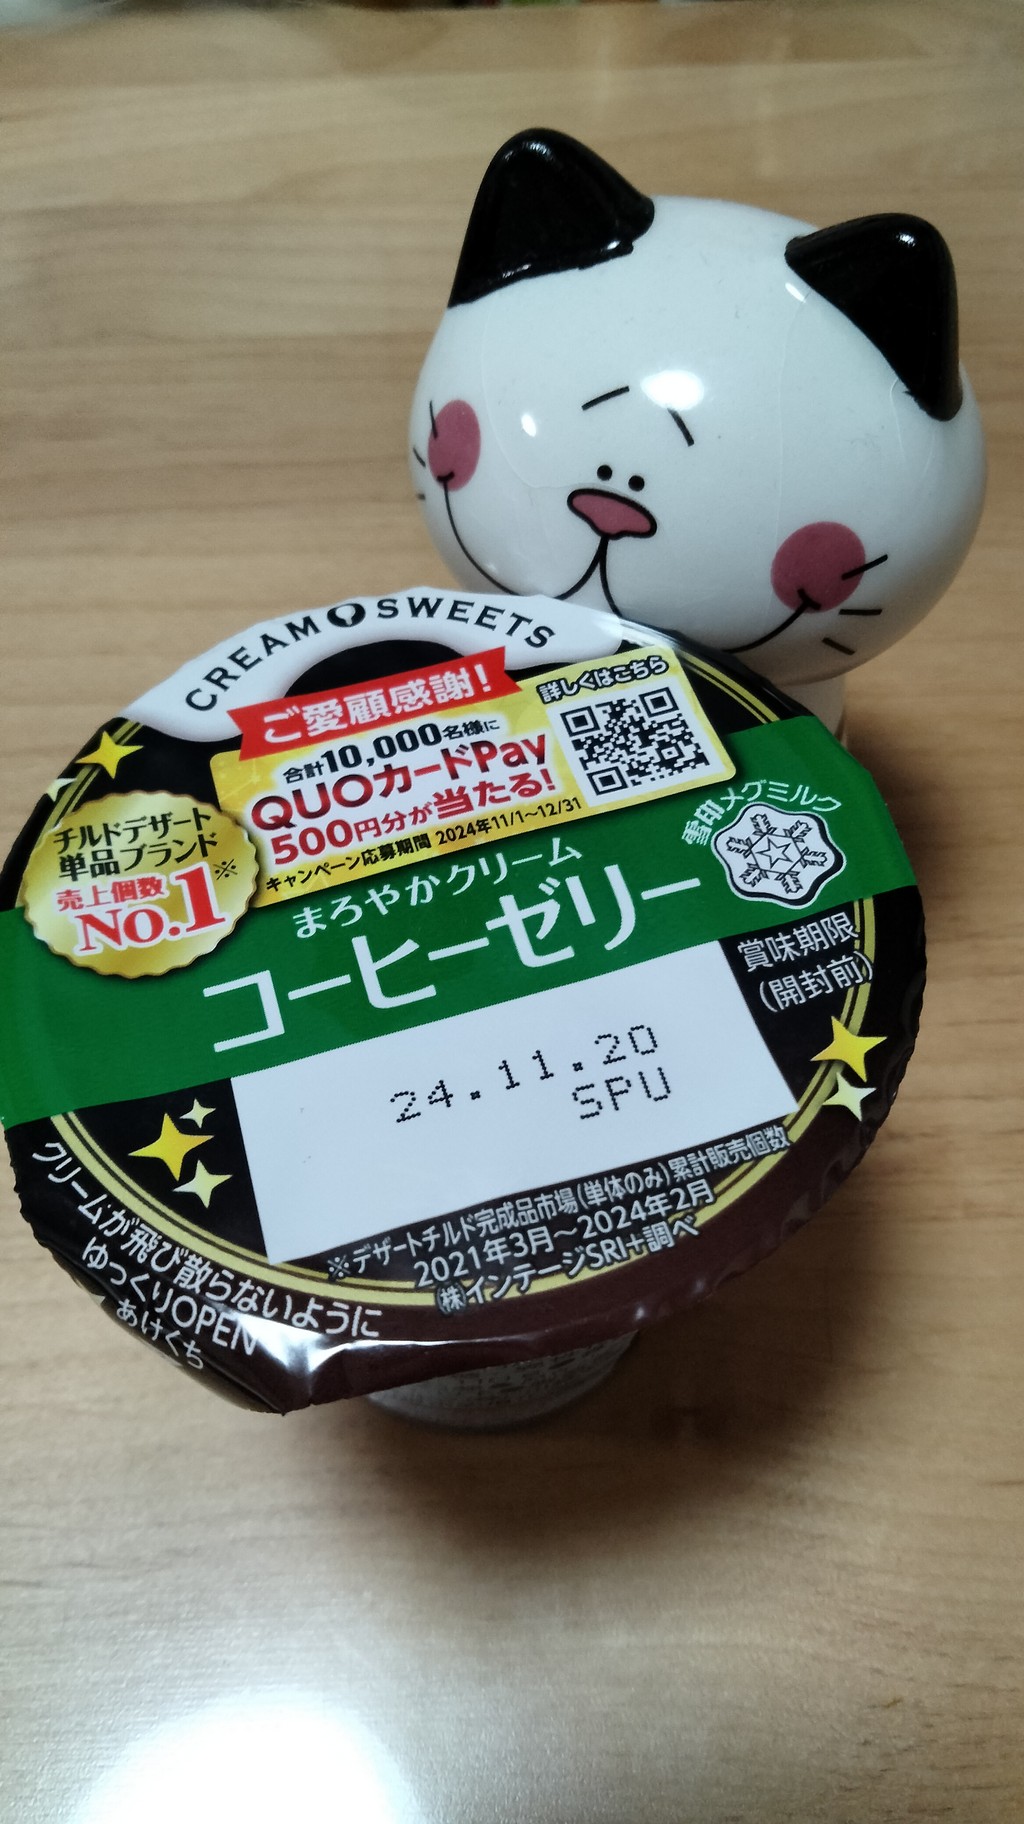 CREAM SWEETS
ご愛顧感謝!
合計10,000名様に
QUOカードPay
500円分が当たる!
キャンペーン応募期間 2024年11/1~12/31
詳しくはこちら
チルドデザート
単品ブランド※
売上個数
No.1
雪印メグミルク
まろやかクリーム
コーヒーゼリー
賞味期限
(開封前)
24.11.20
SPU
※デザートチルド完成品市場(単体のみ)累計販売個数
2021年3月~2024年2月
(株)インテージSRI+調べ
クリームが飛び散らないように
ゆっくりOPEN
あけくち